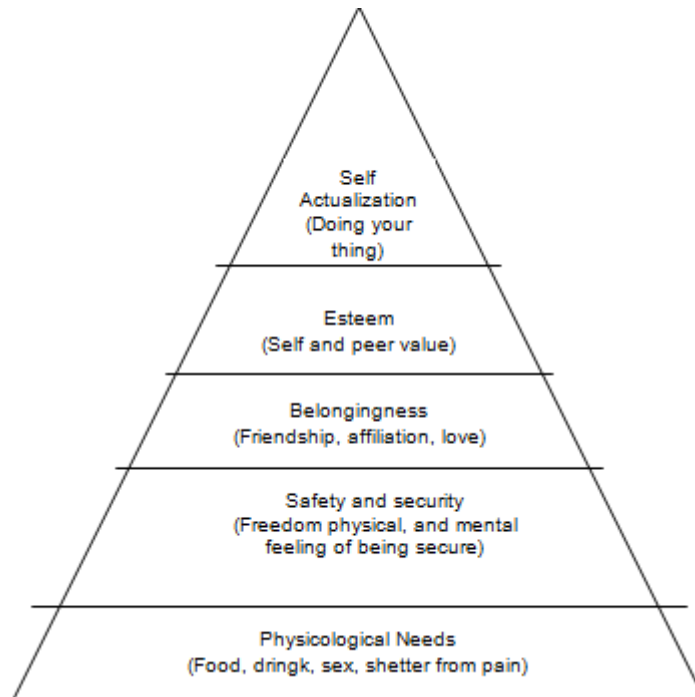 Self
Actualization
(Doing your
thing)
Esteem
(Self and peer value)
Belongingness
(Friendship, affiliation, love)
Safety and security
(Freedom physical, and mental
feeling of being secure)
Physicological Needs
(Food, dringk, sex, shetter from pain)